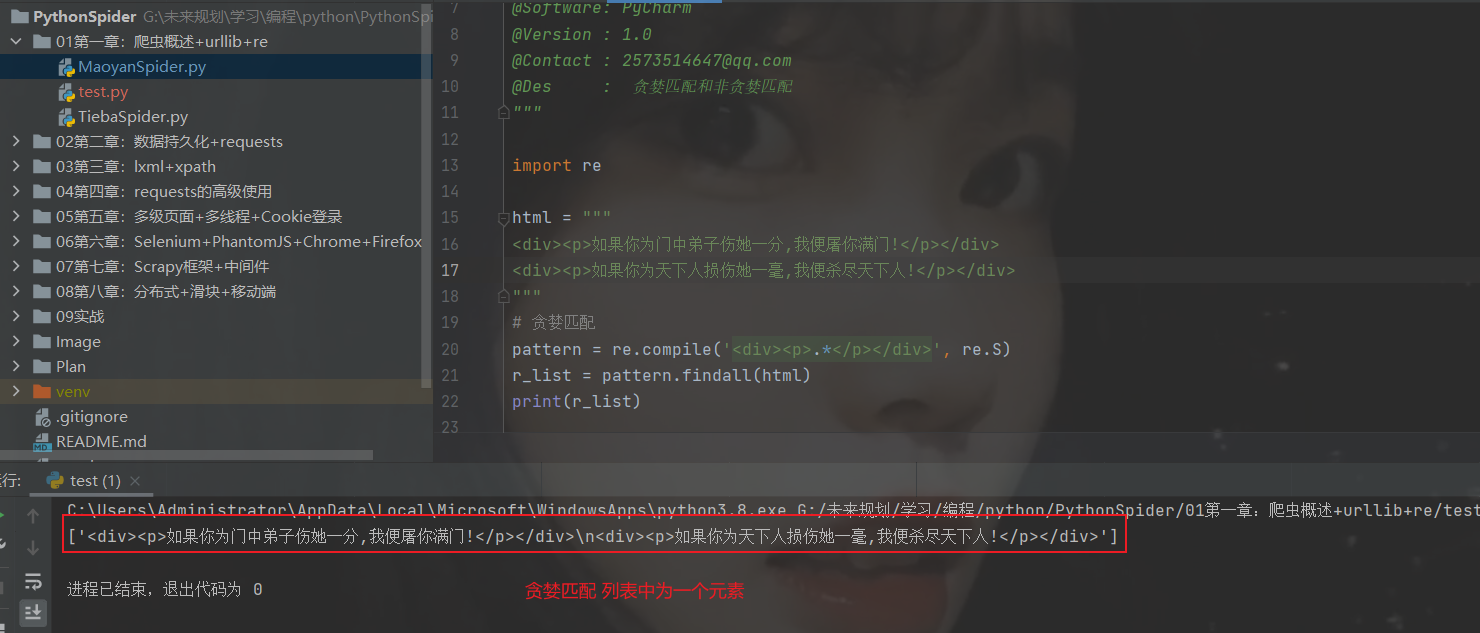 PythonSpider G:\未来规划\学习\编程\python\PythonSpi
01第一章：爬虫概述+urllib+re
MaoyanSpider.py
test.py
TiebaSpider.py
02第二章：数据持久化+requests
03第三章：lxml+xpath
04第四章：requests的高级使用
05第五章：多级页面+多线程+Cookie登录
06第六章：Selenium+PhantomJS+Chrome+Firefox
07第七章：Scrapy框架+中间件
08第八章：分布式+滑块+移动端
09实战
Image
Plan
venv
.gitignore
README.md
7 @Software: PyCharm
8 @Version : 1.0
9 @Contact : 2573514647@qq.com
10 @Des : 贪婪匹配和非贪婪匹配
11 """
12
13 import re
14
15 html = """
16 <div><p>如果你为门中弟子伤她一分,我便屠你满门!</p></div>
17 <div><p>如果你为天下人损伤她一毫,我便杀尽天下人!</p></div>
18 """
19 # 贪婪匹配
20 pattern = re.compile('<div><p>.*</p></div>', re.S)
21 r_list = pattern.findall(html)
22 print(r_list)
23
行: test (1) ×
C:\Users\Administrator\AppData\Local\Microsoft\WindowsApps\python3.8.exe G:/未来规划/学习/编程/python/PythonSpider/01第一章：爬虫概述+urllib+re/test
['<div><p>如果你为门中弟子伤她一分,我便屠你满门!</p></div>\n<div><p>如果你为天下人损伤她一毫,我便杀尽天下人!</p></div>']
进程已结束，退出代码为 0
贪婪匹配 列表中为一个元素